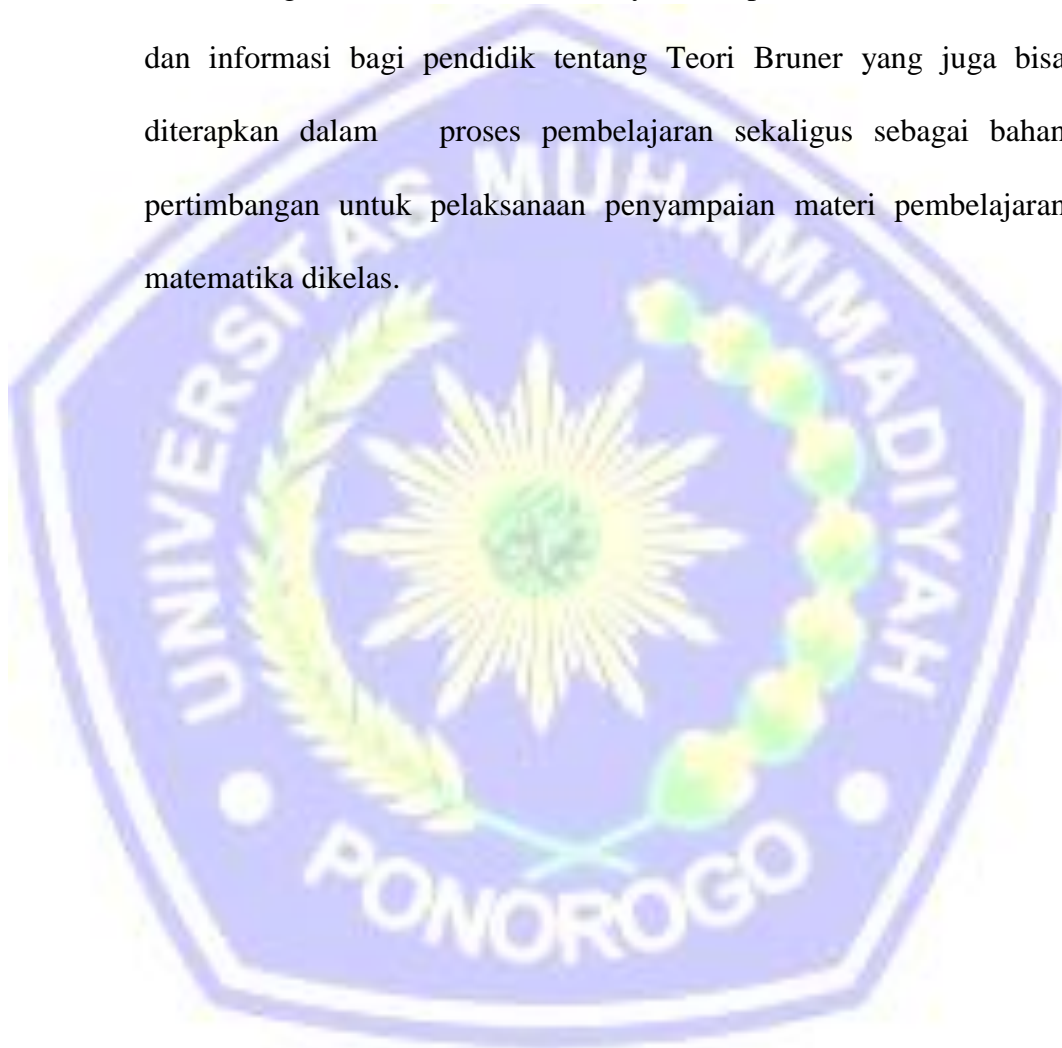 dan informasi bagi pendidik tentang Teori Bruner yang juga bisa
diterapkan dalam proses pembelajaran sekaligus sebagai bahan
pertimbangan untuk pelaksanaan penyampaian materi pembelajaran
matematika dikelas.
UNIVERSITAS MUHAMMADIYAH
PONOROGO